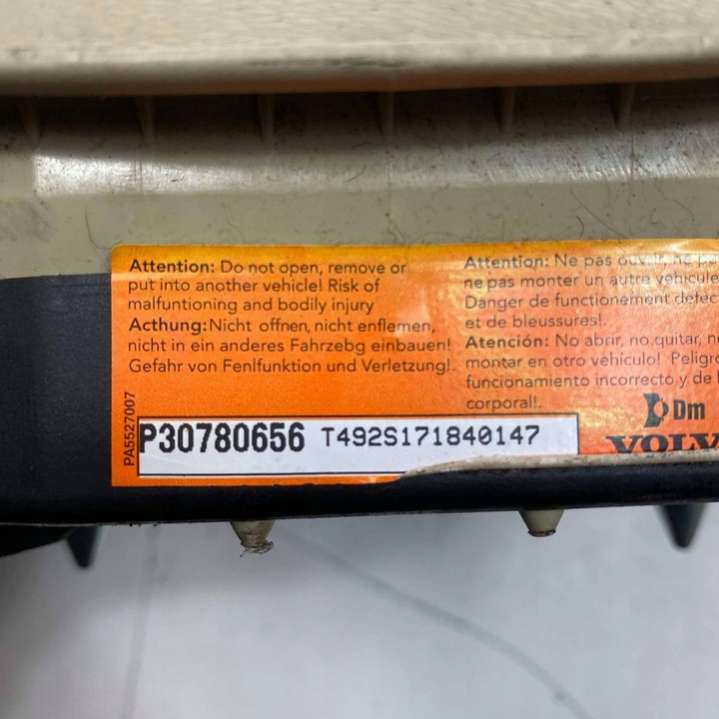 Attention: Do not open, remove or
put into another vehicle! Risk of
malfuntioning and bodily injury
Acthung:Nicht offnen, nicht enflemen,
nicht in ein anderes Fahrzebg einbauen!
Gefahr von Fenlfunktion und Verletzung!.
Attention: Ne pas
ne pas monter un autre vehicule
Danger de functionement defec
et de bleussures!.
Atención: No abrir, no.quitar, n
montar en otro véhiculo! Peligro
funcionamiento incorrecto y de l
corporal!.
PA5527007
P30780656 T492S171840147
Dm
VOLV